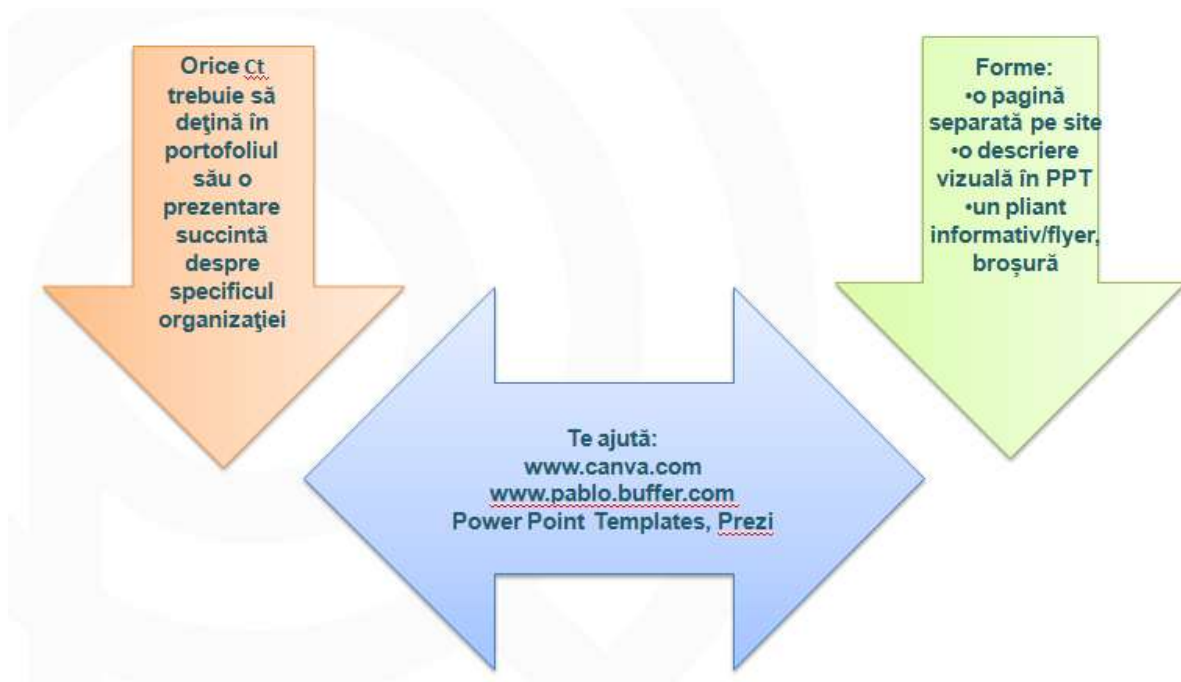 Orice Ct
trebuie să
deţină în
portofoliul
său o
prezentare
succintă
despre
specificul
organizaţiei
Forme:
•o pagină
separată pe site
•o descriere
vizuală în PPT
•un pliant
informativ/flyer,
broșură
Te ajută:
www.canva.com
www.pablo.buffer.com
Power Point Templates, Prezi